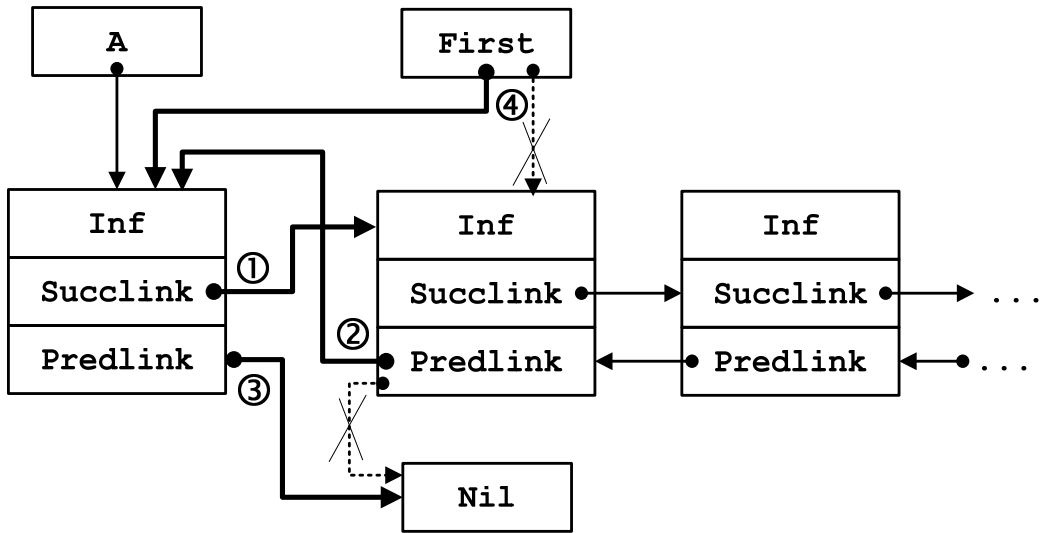 A First
④
Inf Inf Inf
①
Succlink Succlink Succlink ...
②
Predlink Predlink Predlink ...
③
Nil